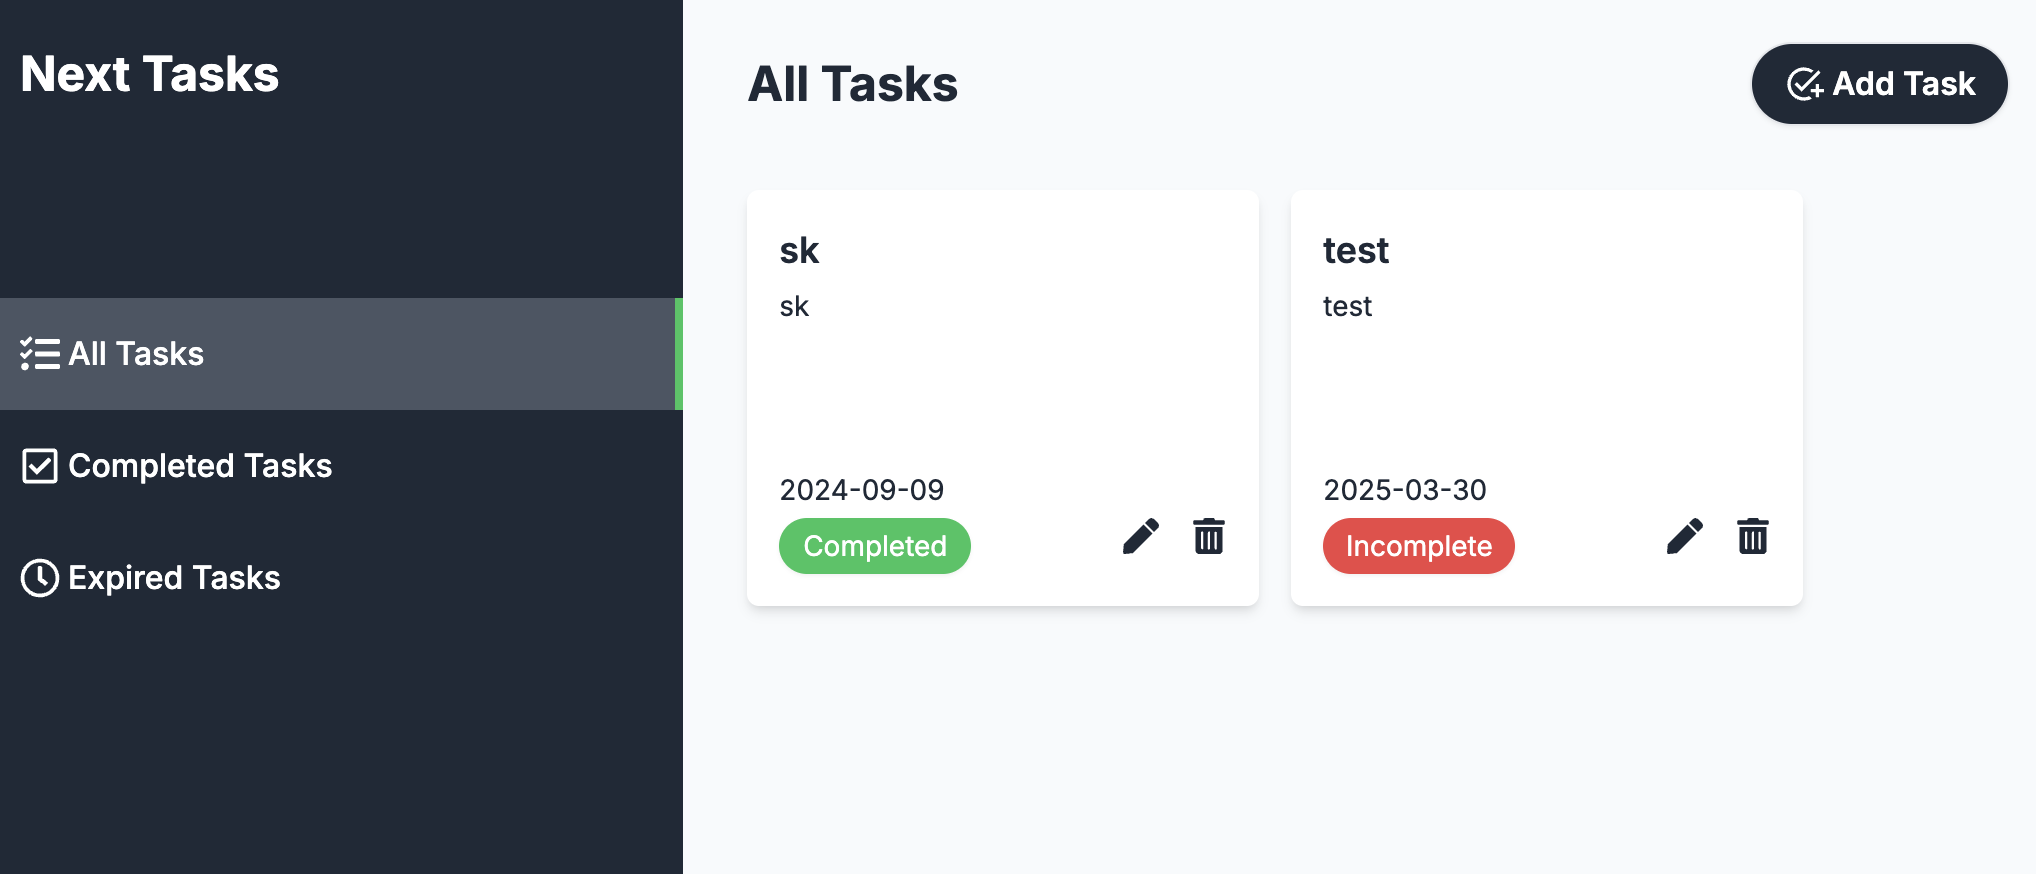 Next Tasks
All Tasks
Completed Tasks
Expired Tasks
All Tasks
Add Task
sk
sk
2024-09-09
Completed
test
test
2025-03-30
Incomplete